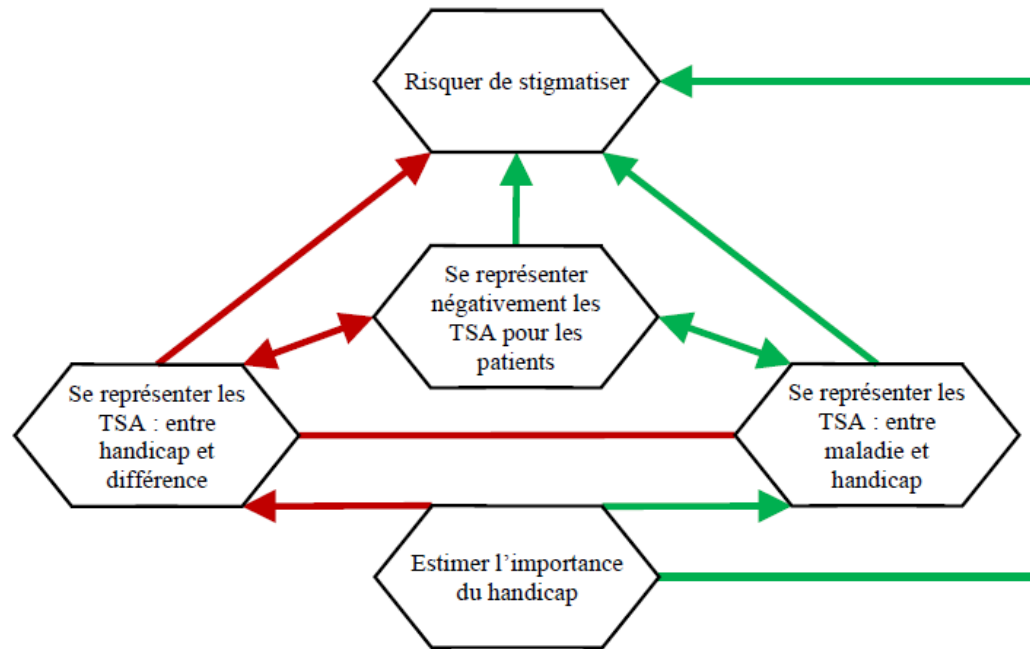 Risquer de stigmatiser
Se représenter
négativement les
TSA pour les
patients
Se représenter les
TSA : entre
handicap et
différence
Se représenter les
TSA : entre
maladie et
handicap
Estimer l’importance
du handicap